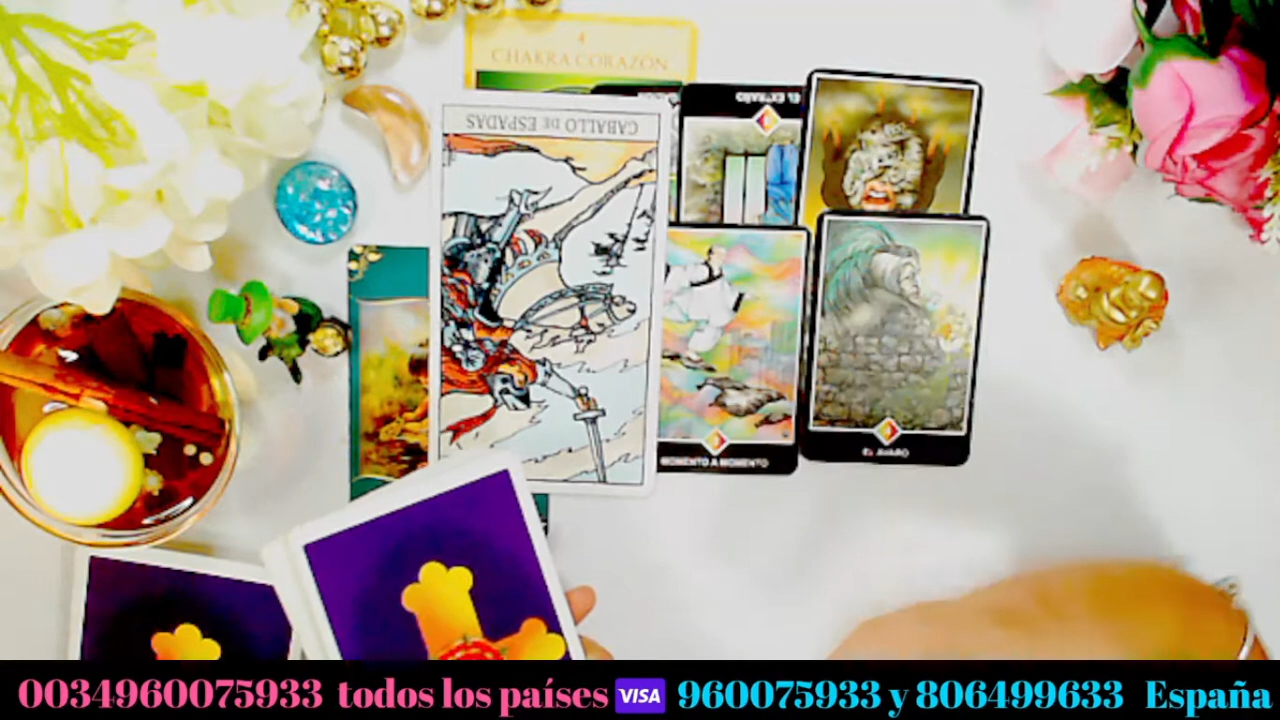 4
CHAKRA CORAZÓN
CABALLO DE ESPADAS
EL EXTRAÑO
MOMENTO A MOMENTO
EL AVARO
0034960075933 todos los países VISA 960075933 y 806499633 España